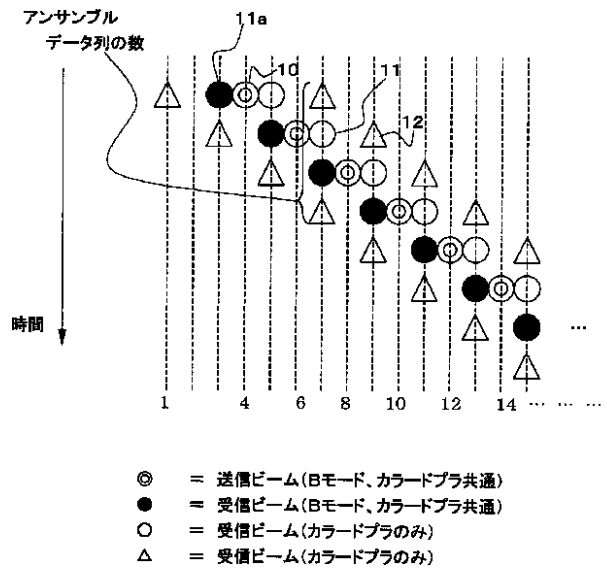 アンサンブル
データ列の数
11a
10
11
12
時間
1 4 6 8 10 12 14 … … …
…
◎ = 送信ビーム(Bモード、カラードプラ共通)
● = 受信ビーム(Bモード、カラードプラ共通)
○ = 受信ビーム(カラードプラのみ)
△ = 受信ビーム(カラードプラのみ)